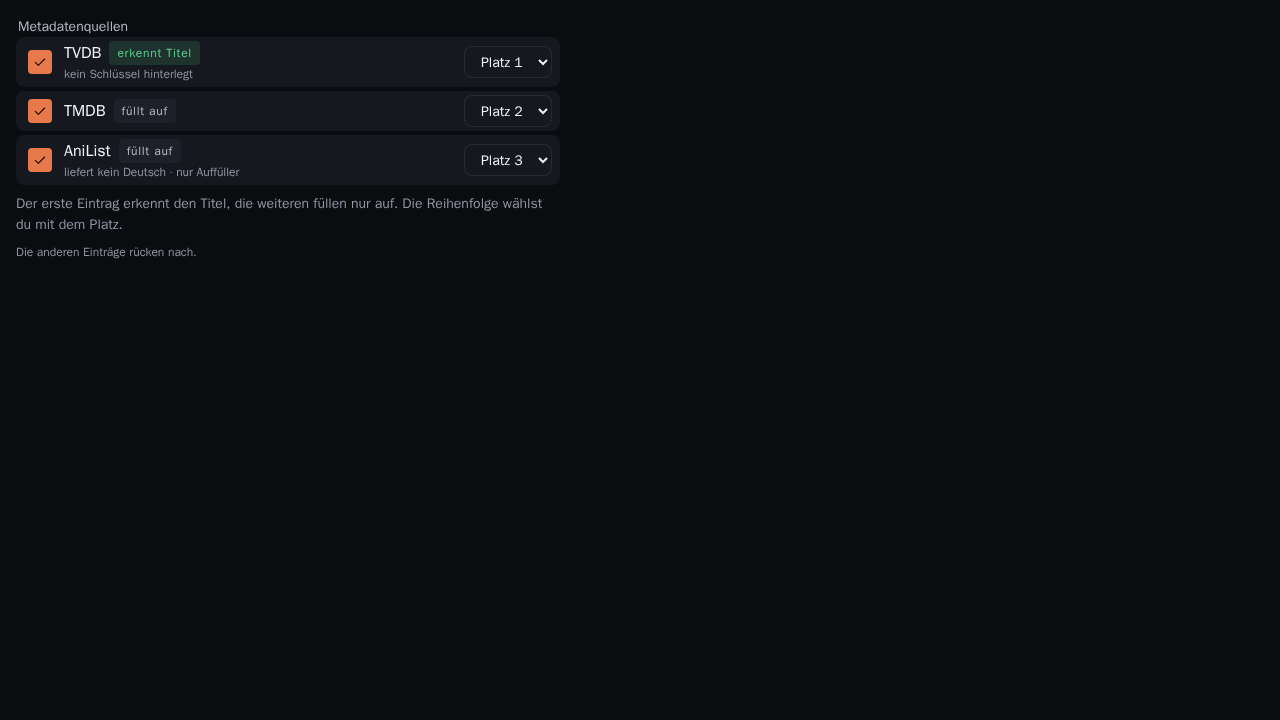 Metadatenquellen
TVDB erkennt Titel
kein Schlüssel hinterlegt
Platz 1
TMDB füllt auf
Platz 2
AniList füllt auf
liefert kein Deutsch · nur Auffüller
Platz 3
Der erste Eintrag erkennt den Titel, die weiteren füllen nur auf. Die Reihenfolge wählst
du mit dem Platz.
Die anderen Einträge rücken nach.